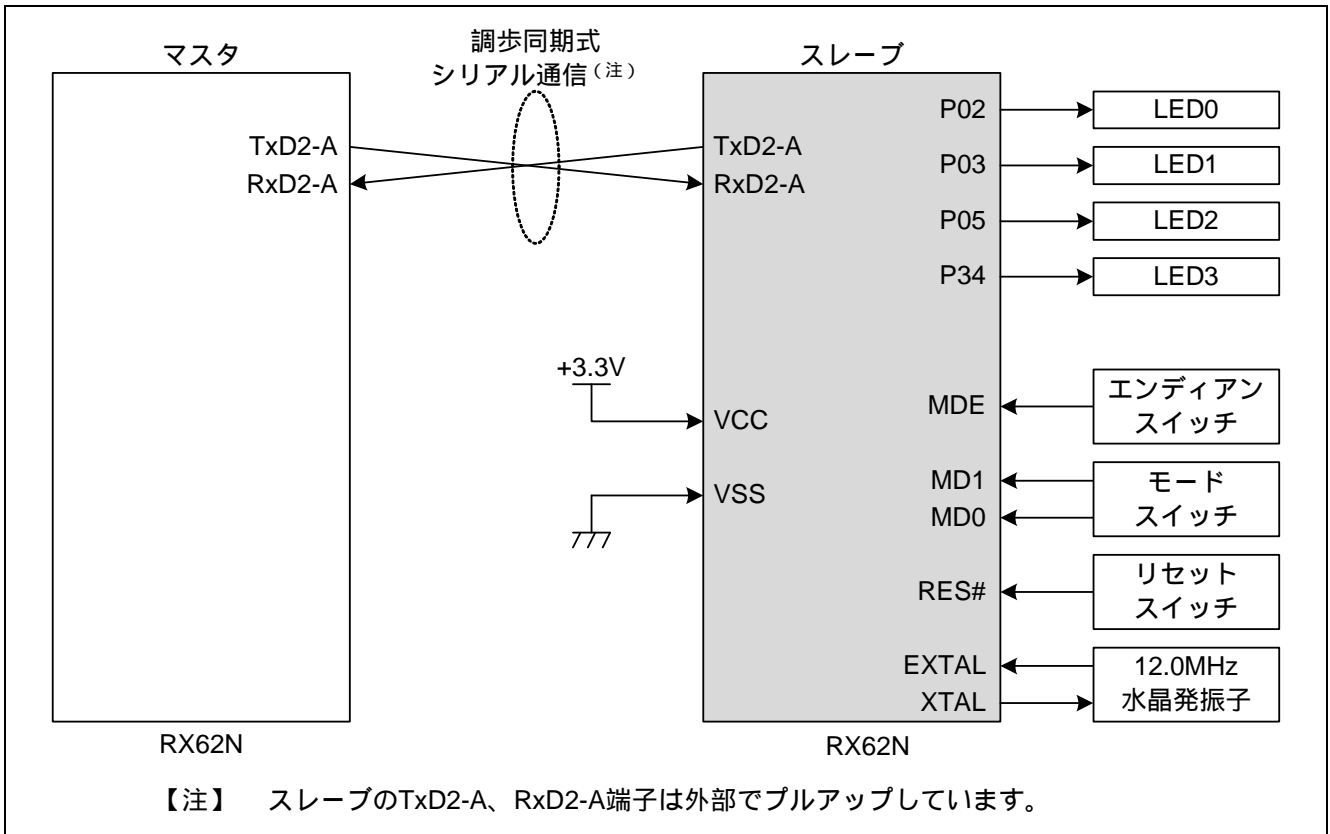 マスタ
調歩同期式
シリアル通信(注)
スレーブ
TxD2-A
RxD2-A
TxD2-A
RxD2-A
P02
LED0
P03
LED1
P05
LED2
P34
LED3
+3.3V
VCC
VSS
MDE
エンディアン
スイッチ
MD1
MD0
モード
スイッチ
RES#
リセット
スイッチ
EXTAL
XTAL
12.0MHz
水晶発振子
RX62N
RX62N
【注】 スレーブのTxD2-A、RxD2-A端子は外部でプルアップしています。